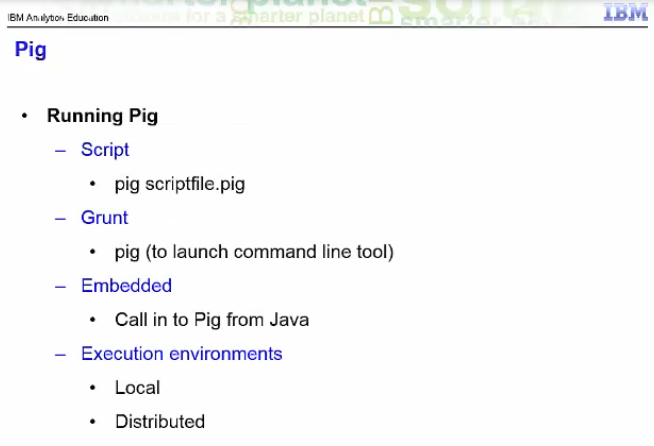 IBM Analytics Education
for a smarter planet
smarter
IBM
Pig
• Running Pig
– Script
• pig scriptfile.pig
– Grunt
• pig (to launch command line tool)
– Embedded
• Call in to Pig from Java
– Execution environments
• Local
• Distributed